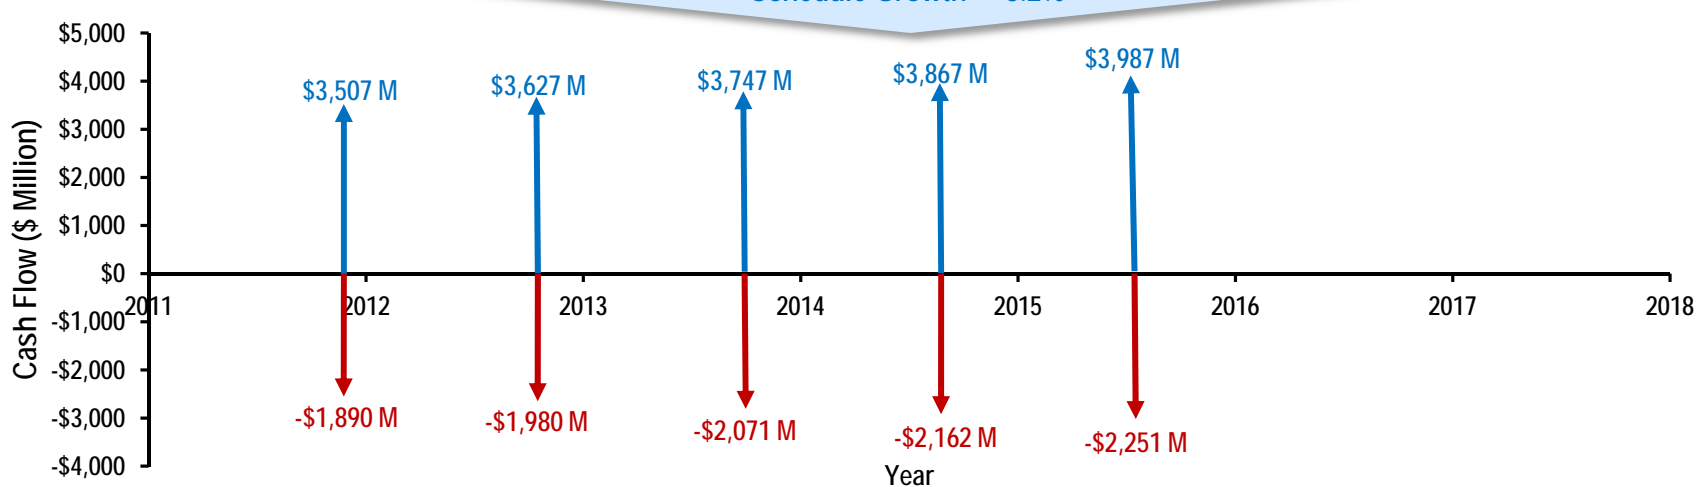 $5,000
$4,000
$3,000
$2,000
$1,000
$0
-$1,000
-$2,000
-$3,000
-$4,000
Cash Flow ($ Million)
$3,507 M
$3,627 M
$3,747 M
$3,867 M
$3,987 M
2011
2012
2013
2014
2015
2016
2017
2018
-$1,890 M
-$1,980 M
-$2,071 M
-$2,162 M
-$2,251 M
Year